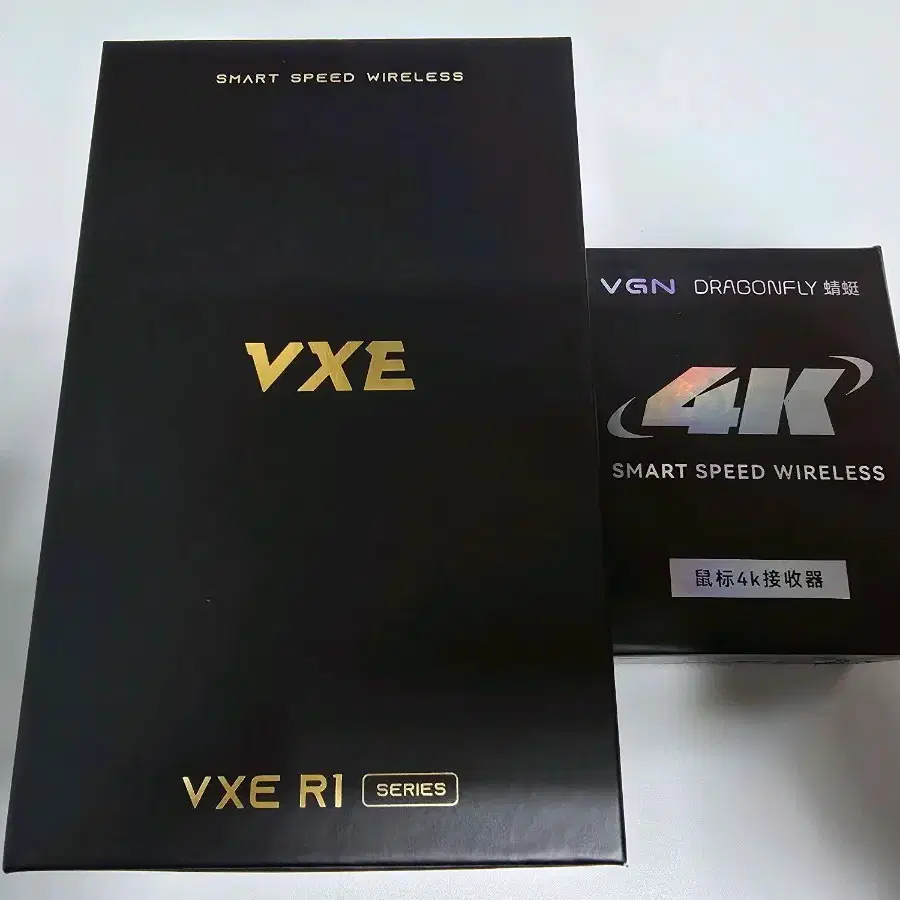 SMART SPEED WIRELESS
VXE
VXE R1 SERIES
VGN DRAGONFLY 蜻蜓
4K
SMART SPEED WIRELESS
鼠标4k接收器